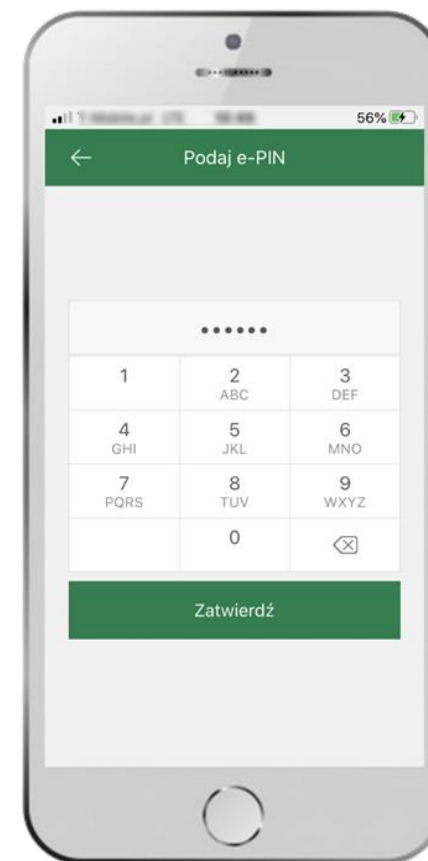 56%
Podaj e-PIN
••••••
1 2 3
ABC DEF
4 5 6
GHI JKL MNO
7 8 9
PQRS TUV WXYZ
0
Zatwierdź